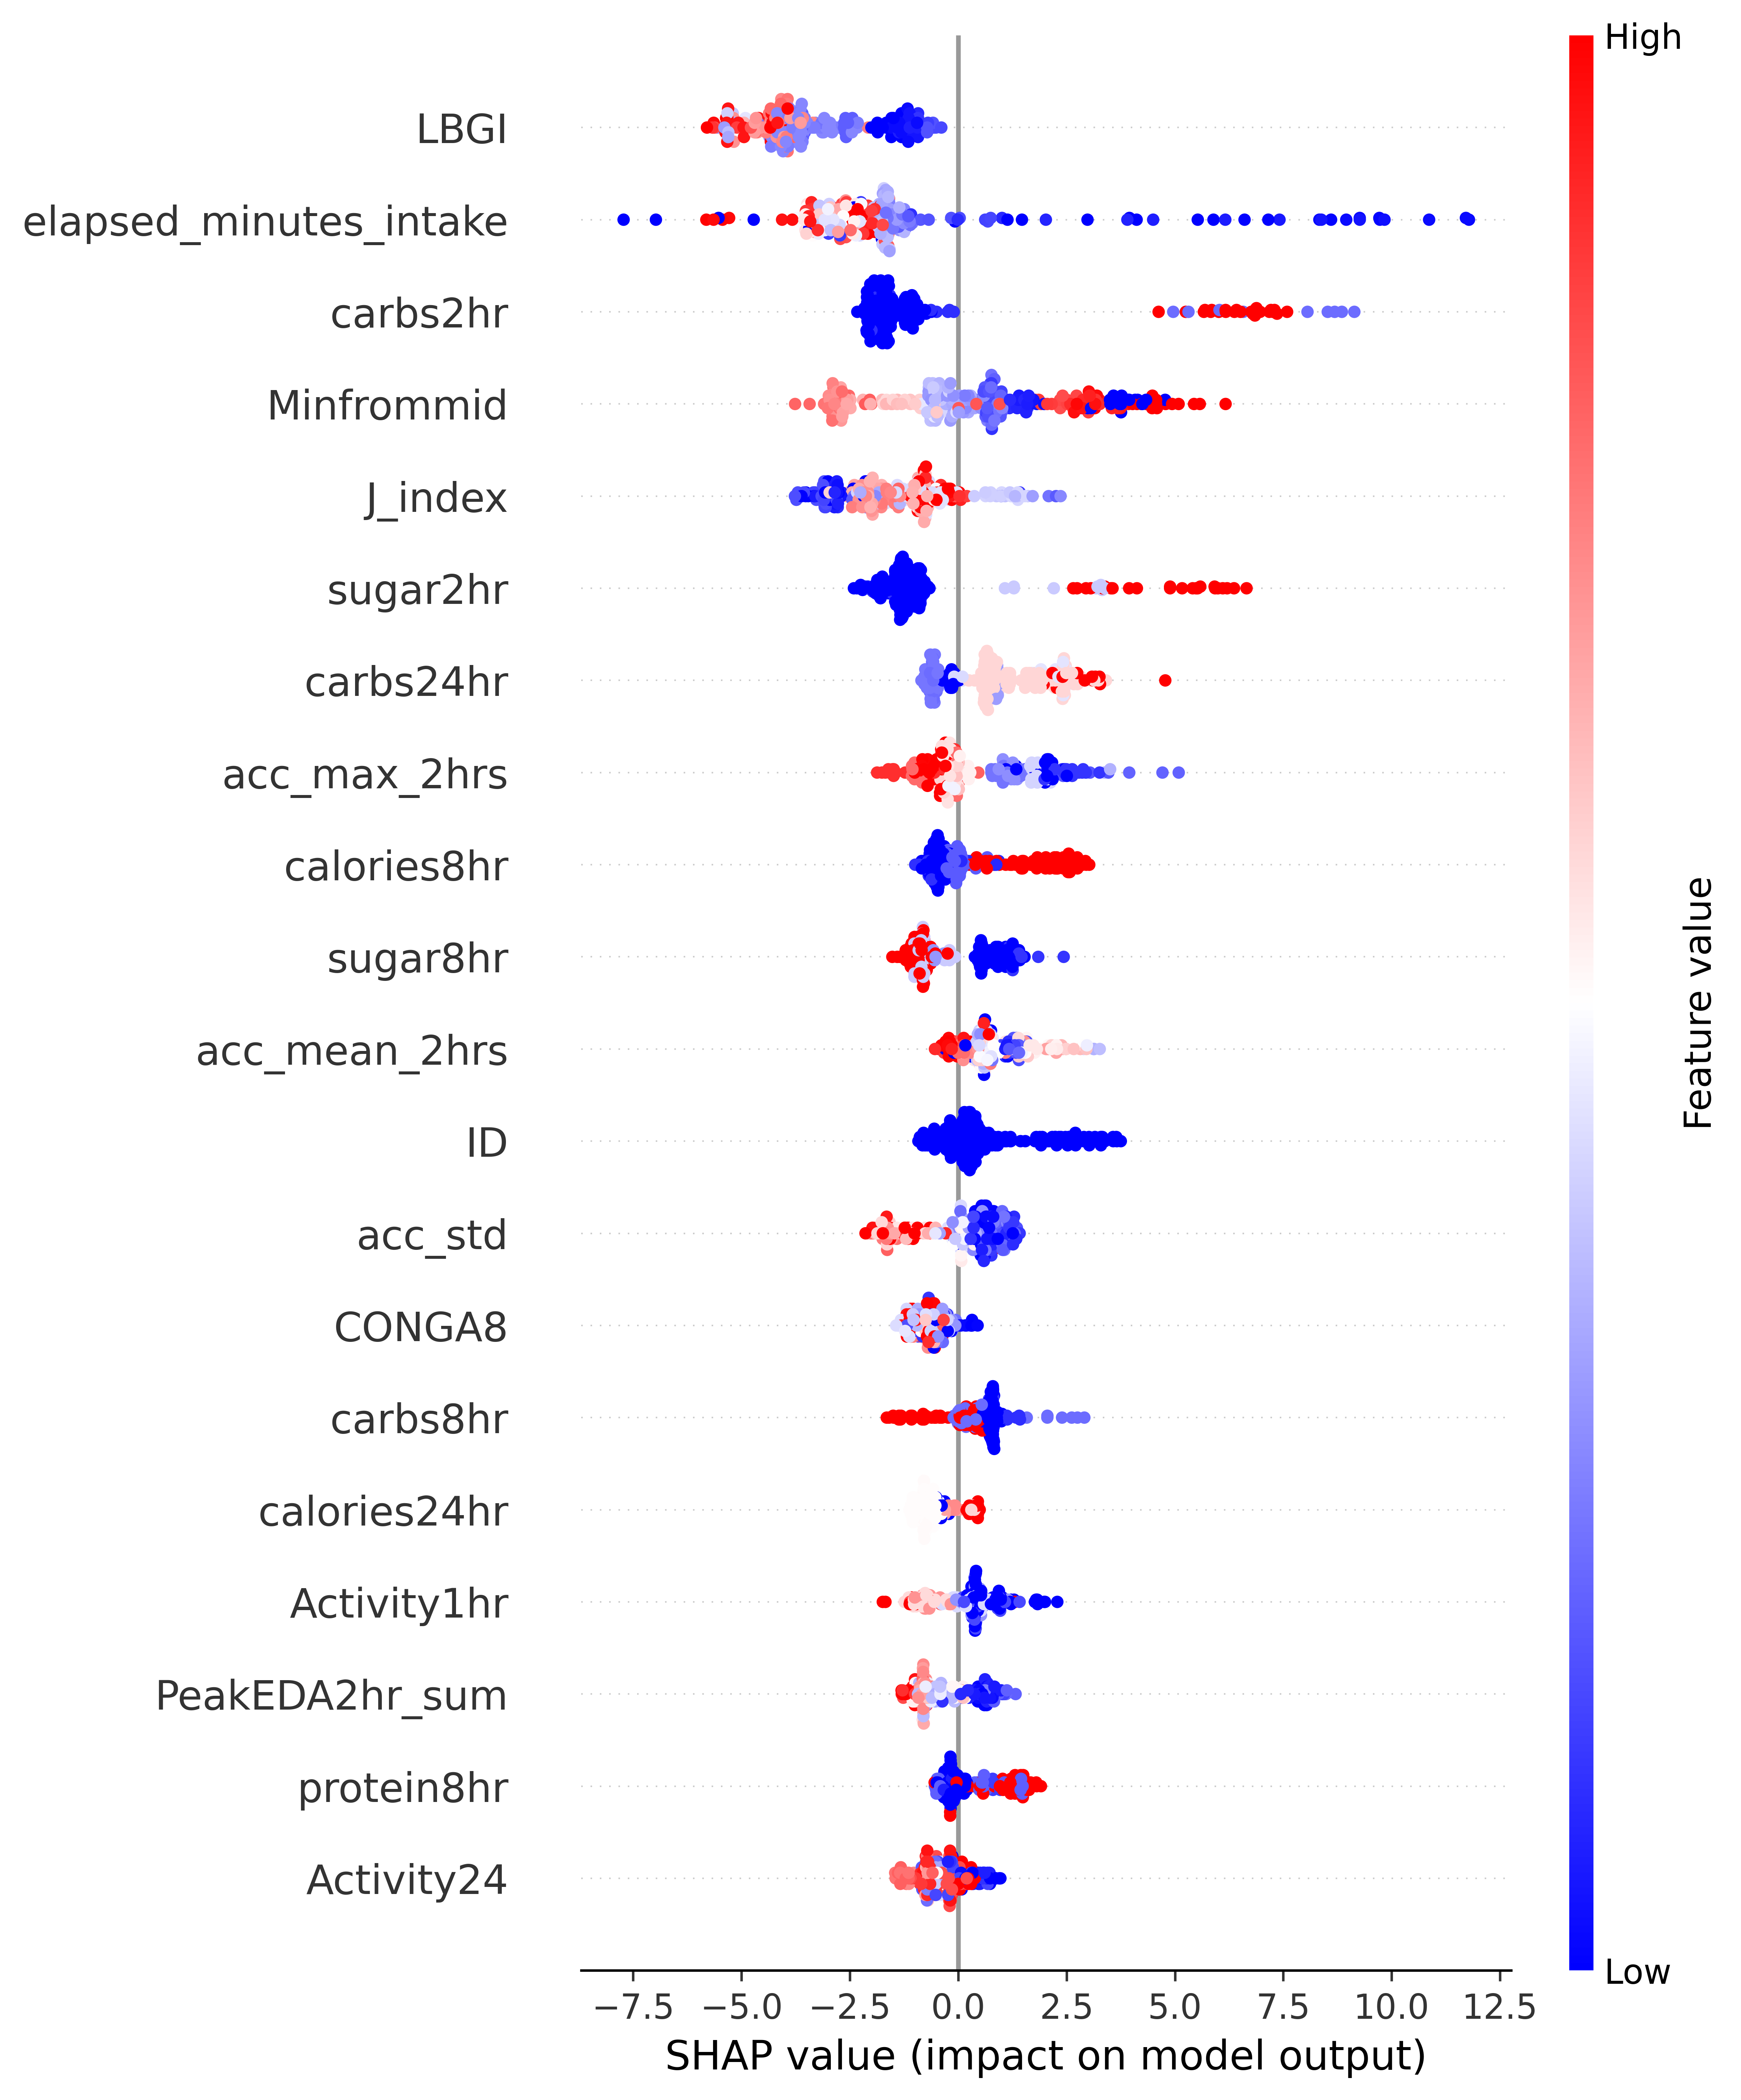 High
LBGI
elapsed_minutes_intake
carbs2hr
Minfrommid
J_index
sugar2hr
carbs24hr
acc_max_2hrs
calories8hr
sugar8hr
acc_mean_2hrs
ID
acc_std
CONGA8
carbs8hr
calories24hr
Activity1hr
PeakEDA2hr_sum
protein8hr
Activity24
Feature value
Low
−7.5 −5.0 −2.5 0.0 2.5 5.0 7.5 10.0 12.5
SHAP value (impact on model output)